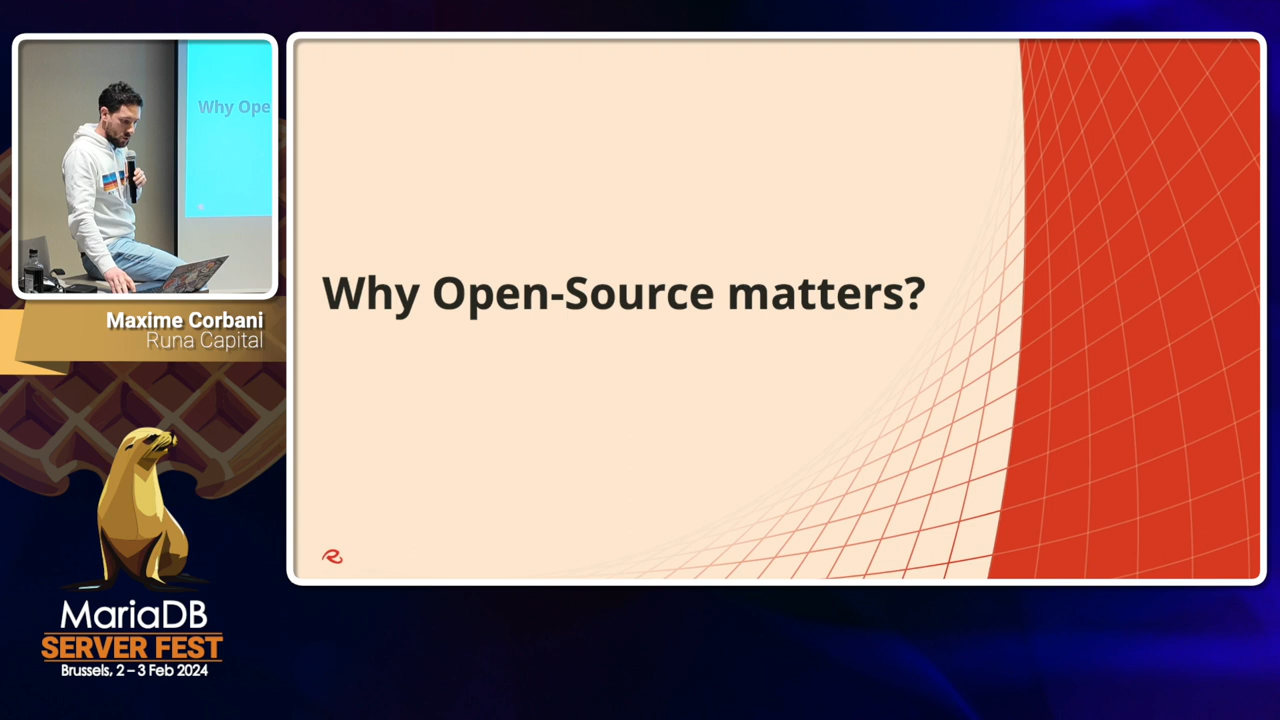 Why Ope
Maxime Corbani
Runa Capital
Why Open-Source matters?
MariaDB
SERVER FEST
Brussels, 2 – 3 Feb 2024